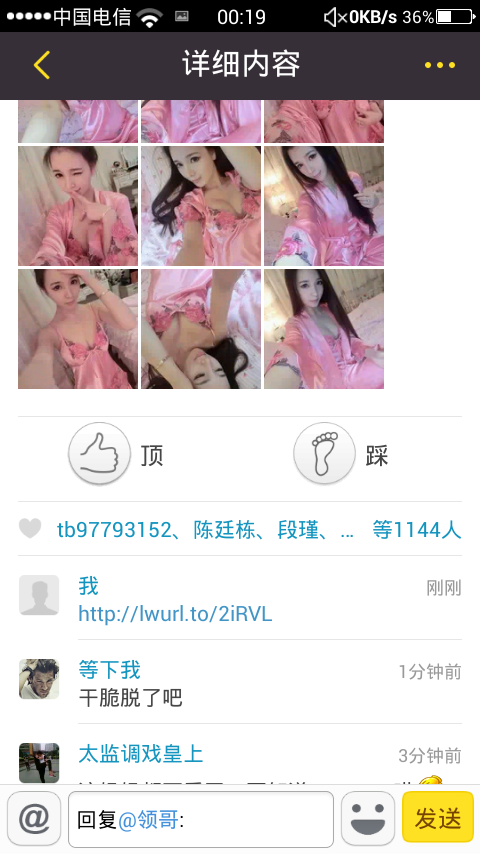 中国电信 00:19 0KB/s 36%
详细内容
顶 踩
tb97793152、陈廷栋、段瑾、... 等1144人
我 刚刚
http://lwurl.to/2iRVL
等下我 1分钟前
干脆脱了吧
太监调戏皇上 3分钟前
@ 回复@领哥: 发送